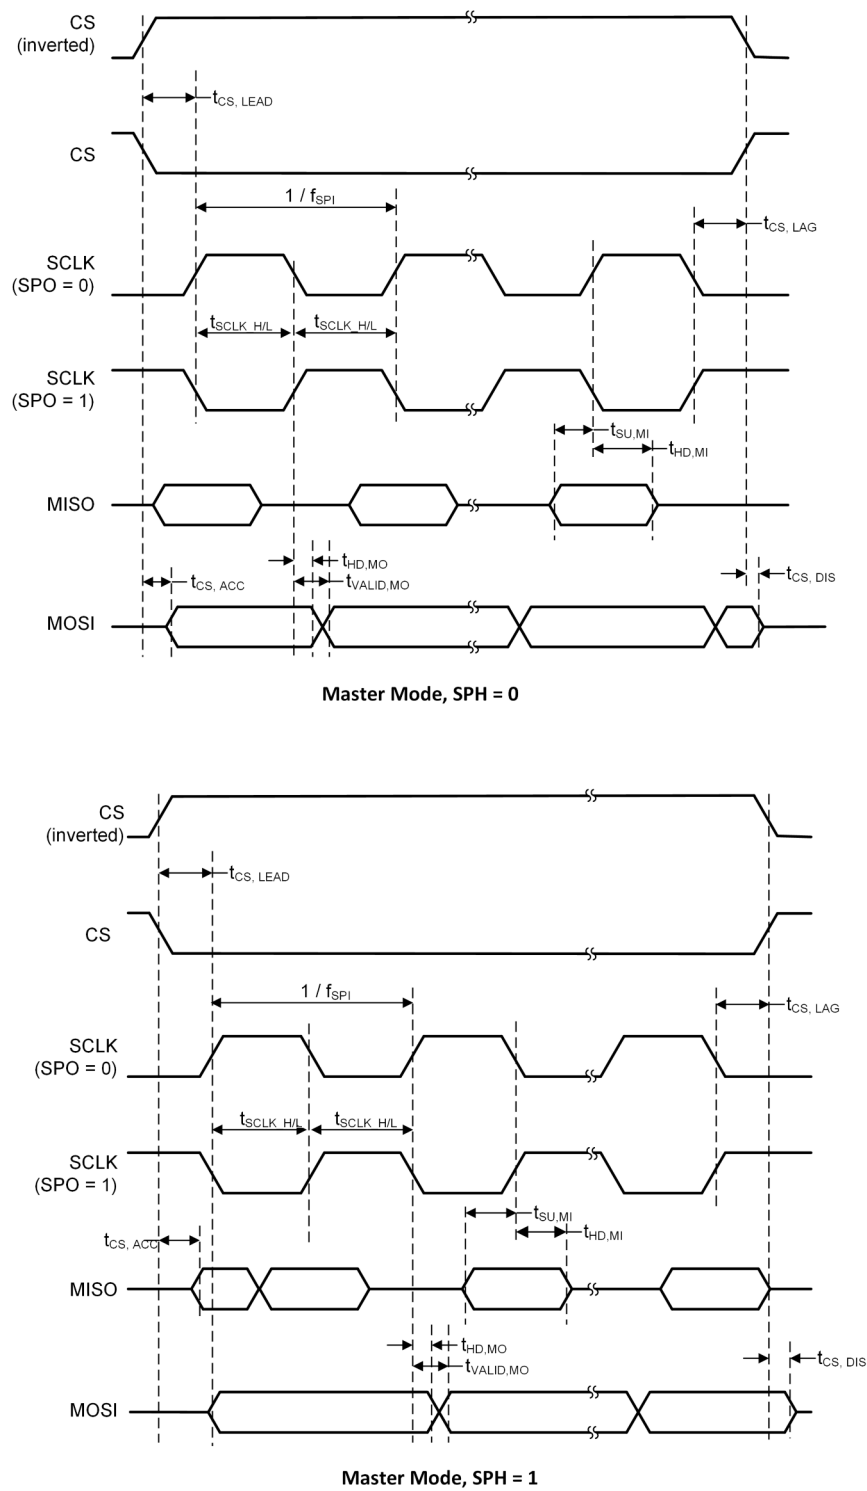 CS
(inverted)
tCS, LEAD
CS
1 / fSPI
tCS, LAG
SCLK
(SPO = 0)
tSCLK_H/L tSCLK_H/L
SCLK
(SPO = 1)
tSU,MI
tHD,MI
MISO
tHD,MO
tCS, ACC tVALID,MO tCS, DIS
MOSI
Master Mode, SPH = 0
CS
(inverted)
tCS, LEAD
CS
1 / fSPI
tCS, LAG
SCLK
(SPO = 0)
tSCLK_H/L tSCLK_H/L
SCLK
(SPO = 1)
tSU,MI
tCS, ACC tHD,MI
MISO
tHD,MO
tVALID,MO tCS, DIS
MOSI
Master Mode, SPH = 1